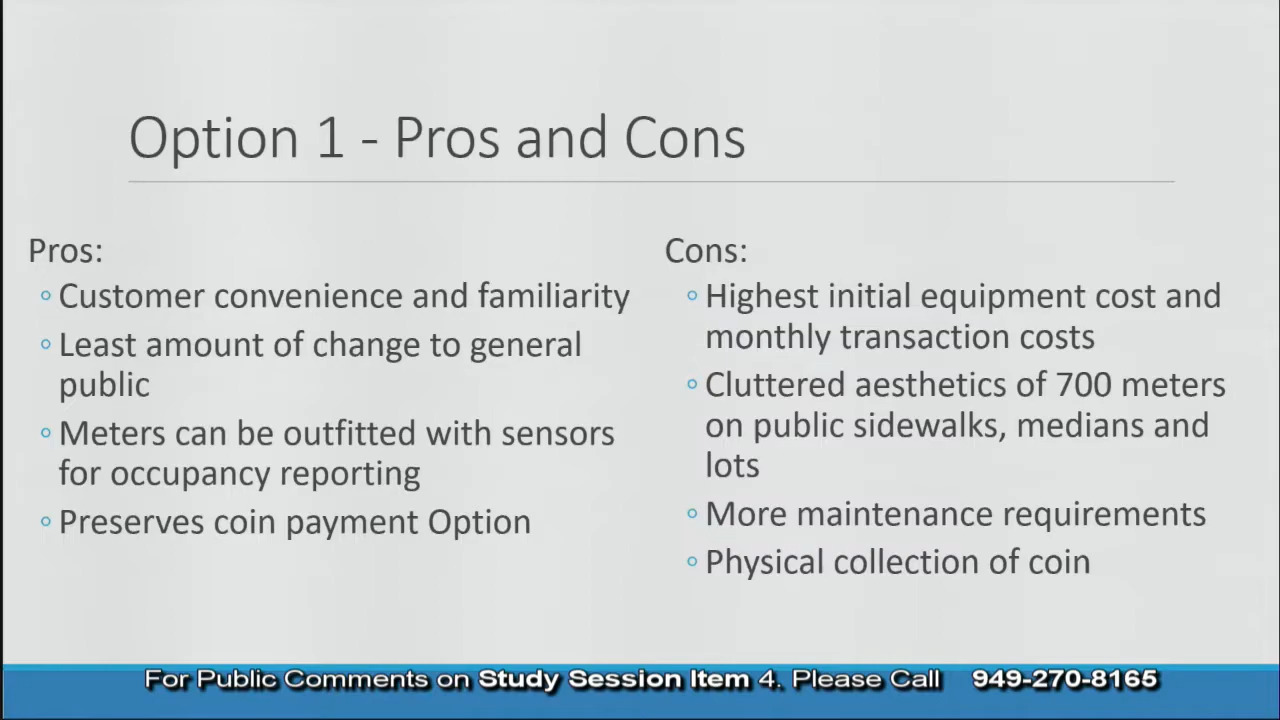 Option 1 - Pros and Cons
Pros:
◦ Customer convenience and familiarity
◦ Least amount of change to general
public
◦ Meters can be outfitted with sensors
for occupancy reporting
◦ Preserves coin payment Option
Cons:
◦ Highest initial equipment cost and
monthly transaction costs
◦ Cluttered aesthetics of 700 meters
on public sidewalks, medians and
lots
◦ More maintenance requirements
◦ Physical collection of coin
For Public Comments on Study Session Item 4. Please Call 949-270-8165